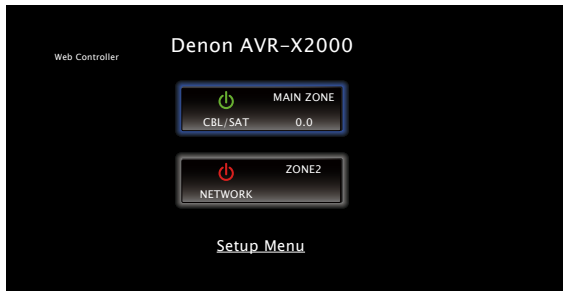 Denon AVR-X2000
Web Controller
MAIN ZONE
CBL/SAT 0.0
ZONE2
NETWORK
Setup Menu